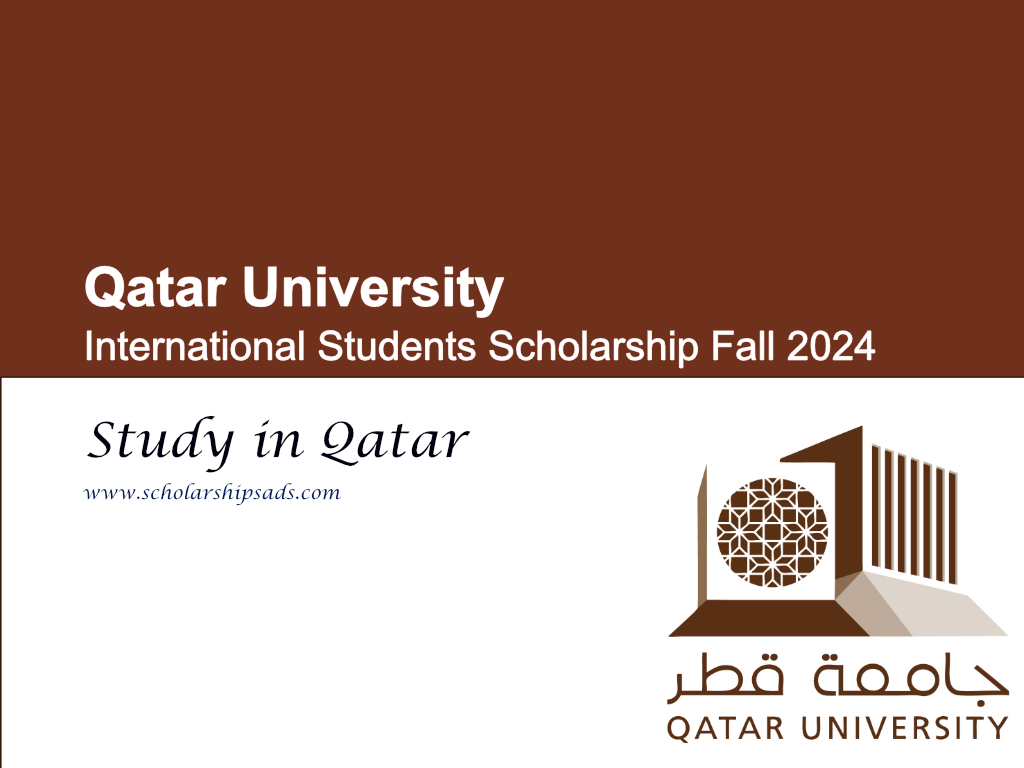 Qatar University
International Students Scholarship Fall 2024
Study in Qatar
www.scholarshipsads.com
جامعة قطر
QATAR UNIVERSITY